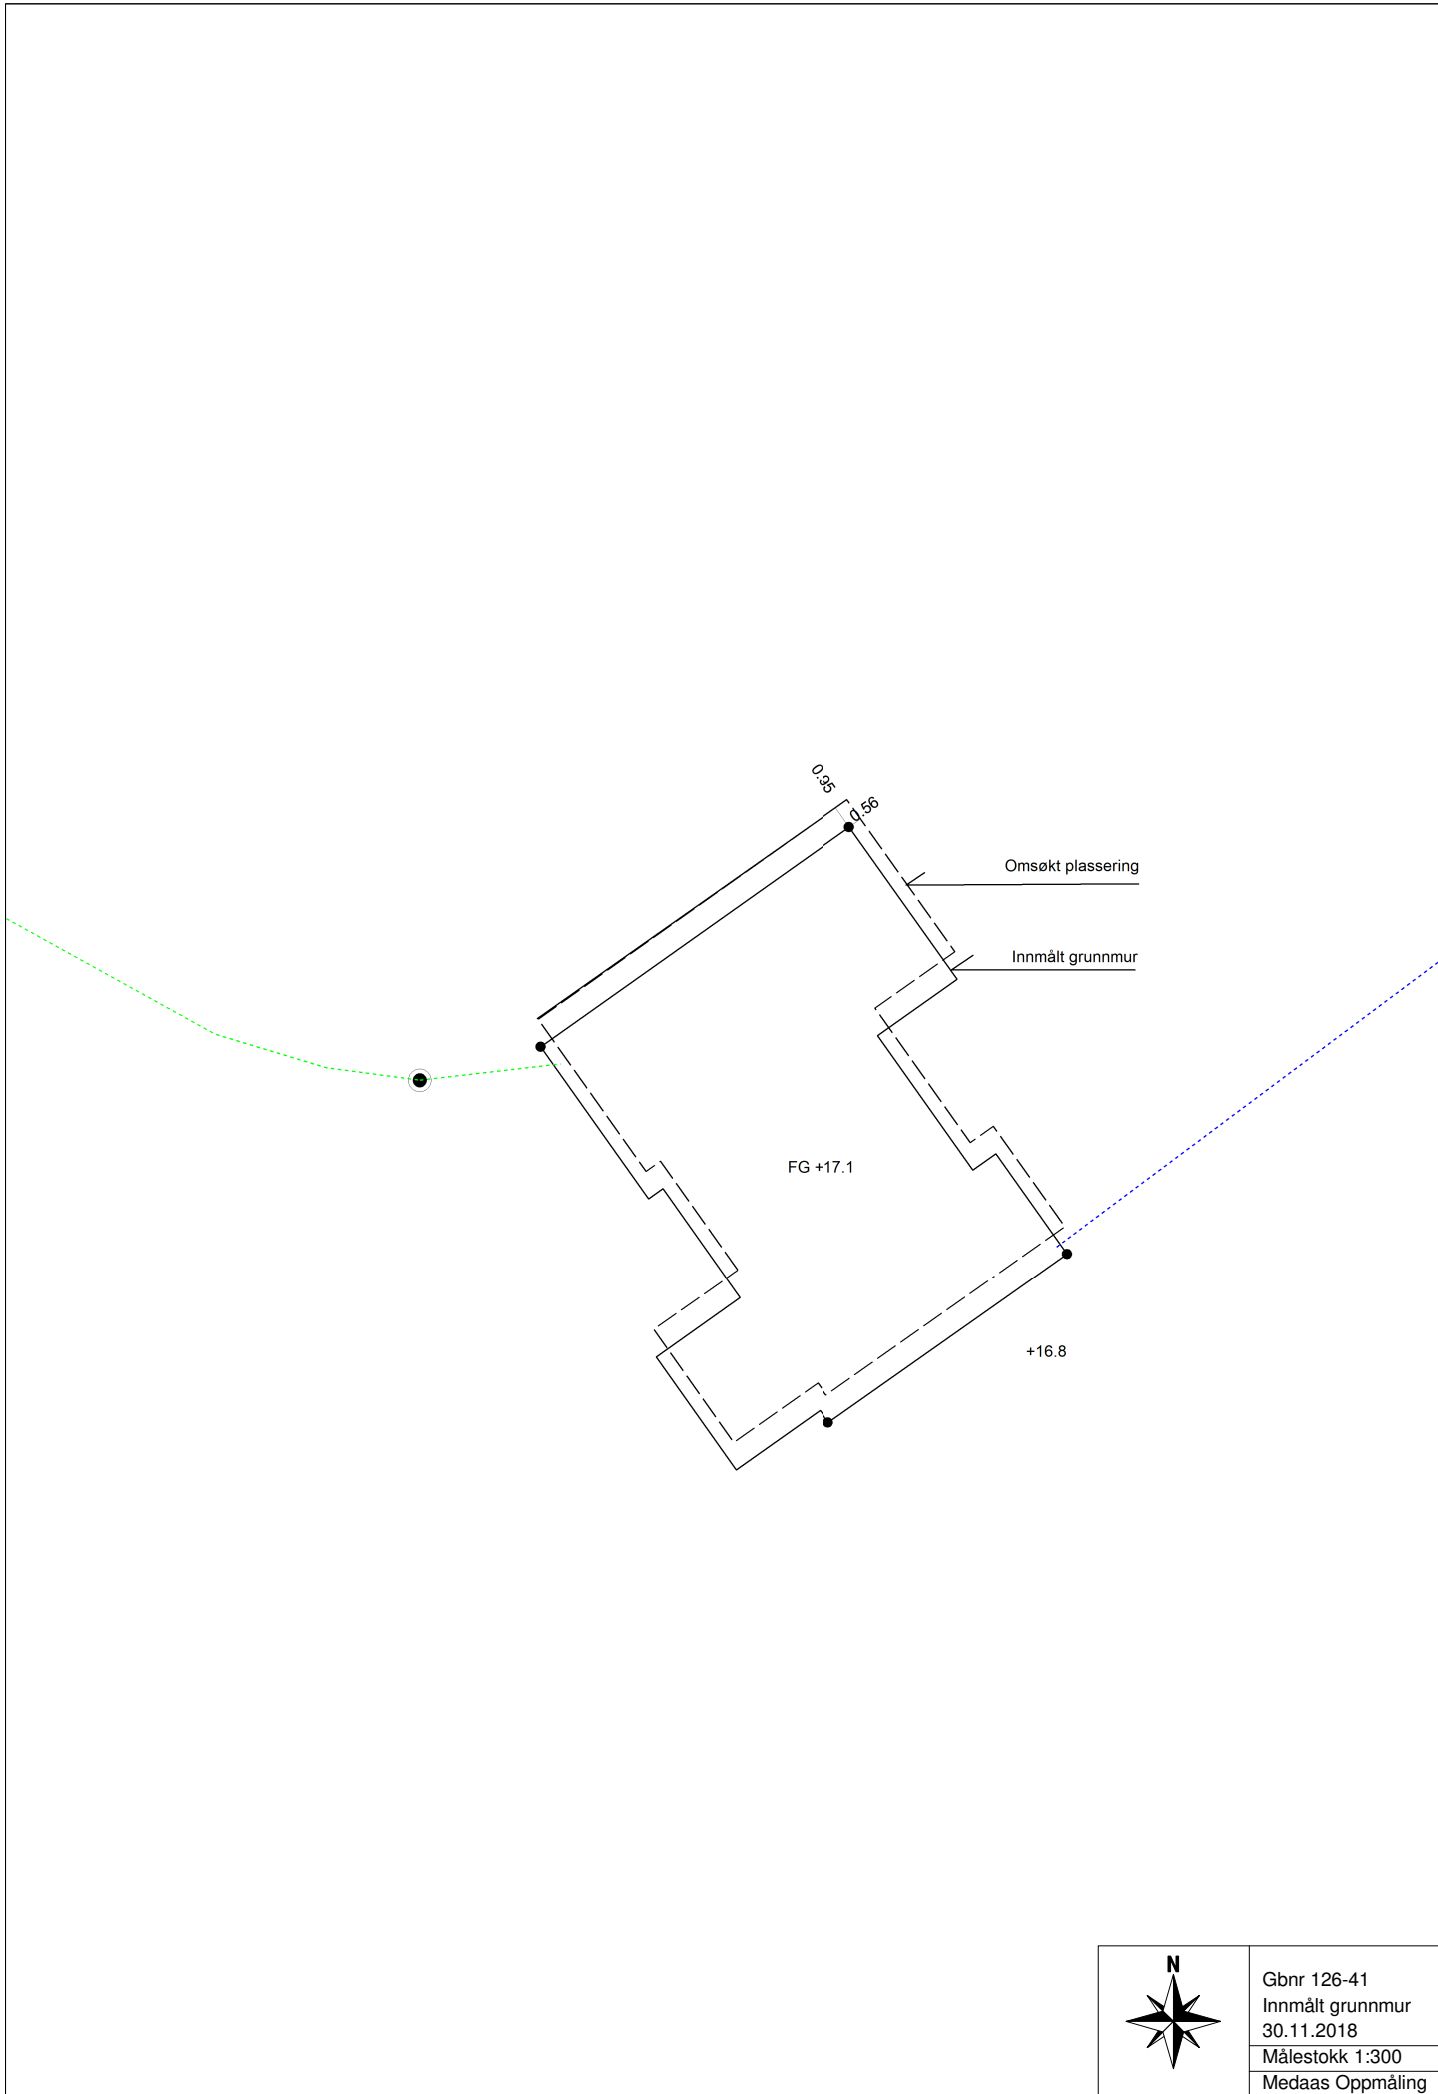 0.95
0.56
Omsøkt plassering
Innmålt grunnmur
FG +17.1
+16.8
N
Gbnr 126-41
Innmålt grunnmur
30.11.2018
Målestokk 1:300
Medaas Oppmåling